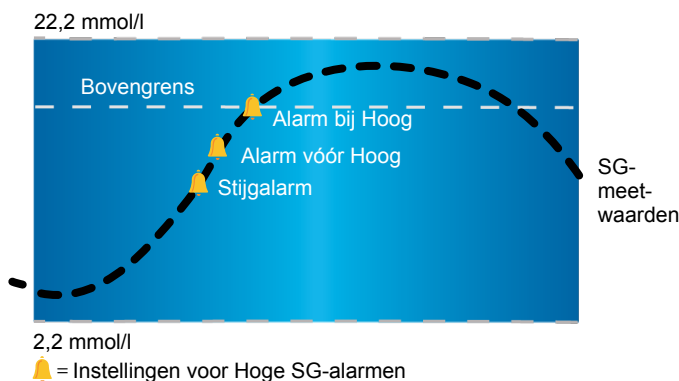 22,2 mmol/l
Bovengrens
Alarm bij Hoog
Alarm vóór Hoog
Stijgalarm
SG-
meet-
waarden
2,2 mmol/l
= Instellingen voor Hoge SG-alarmen